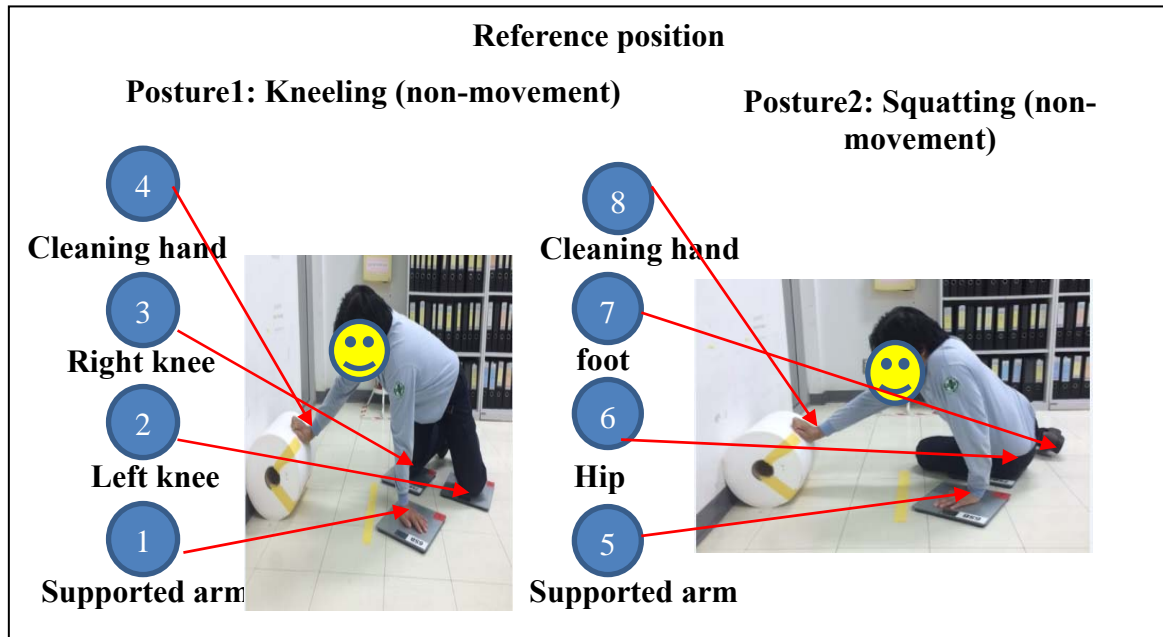 Reference position
Posture1: Kneeling (non-movement)
4
Cleaning hand
3
Right knee
2
Left knee
1
Supported arm
Posture2: Squatting (non-
movement)
8
Cleaning hand
7
foot
6
Hip
5
Supported arm